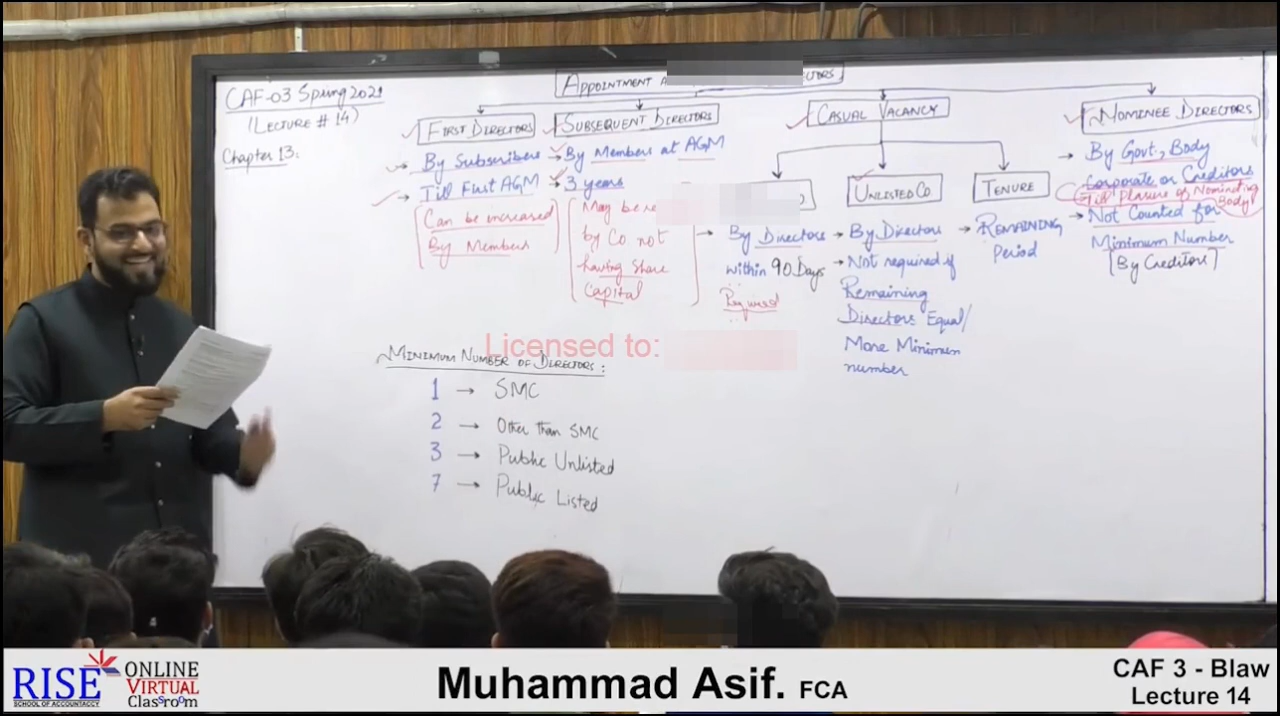 CAF-03 Spring 2021
(LECTURE # 14)
Chapter 13:
APPOINTMENT
FIRST DIRECTORS
By Subscribers
Till First AGM
Can be increased
By Members
SUBSEQUENT DIRECTORS
By Members at AGM
3 years
May be
by Co not
having Share
Capital
CASUAL VACANCY
By Directors
within 90 Days
Required
UNLISTED CO
By Directors
Not required if
Remaining
Directors Equal/
More Minimum
number
TENURE
REMAINING
Period
NOMINEE DIRECTORS
By Govt., Body
Corporate or Creditors
Till Plasure of Nominating
Body
Not Counted for
Minimum Number
[By Creditors]
Licensed to:
MINIMUM NUMBER OF DIRECTORS:
1 → SMC
2 → Other than SMC
3 → Public Unlisted
7 → Public Listed
RISE
SCHOOL OF ACCOUNTANCY
ONLINE
VIRTUAL
Classroom
Muhammad Asif. FCA
CAF 3 - Blaw
Lecture 14